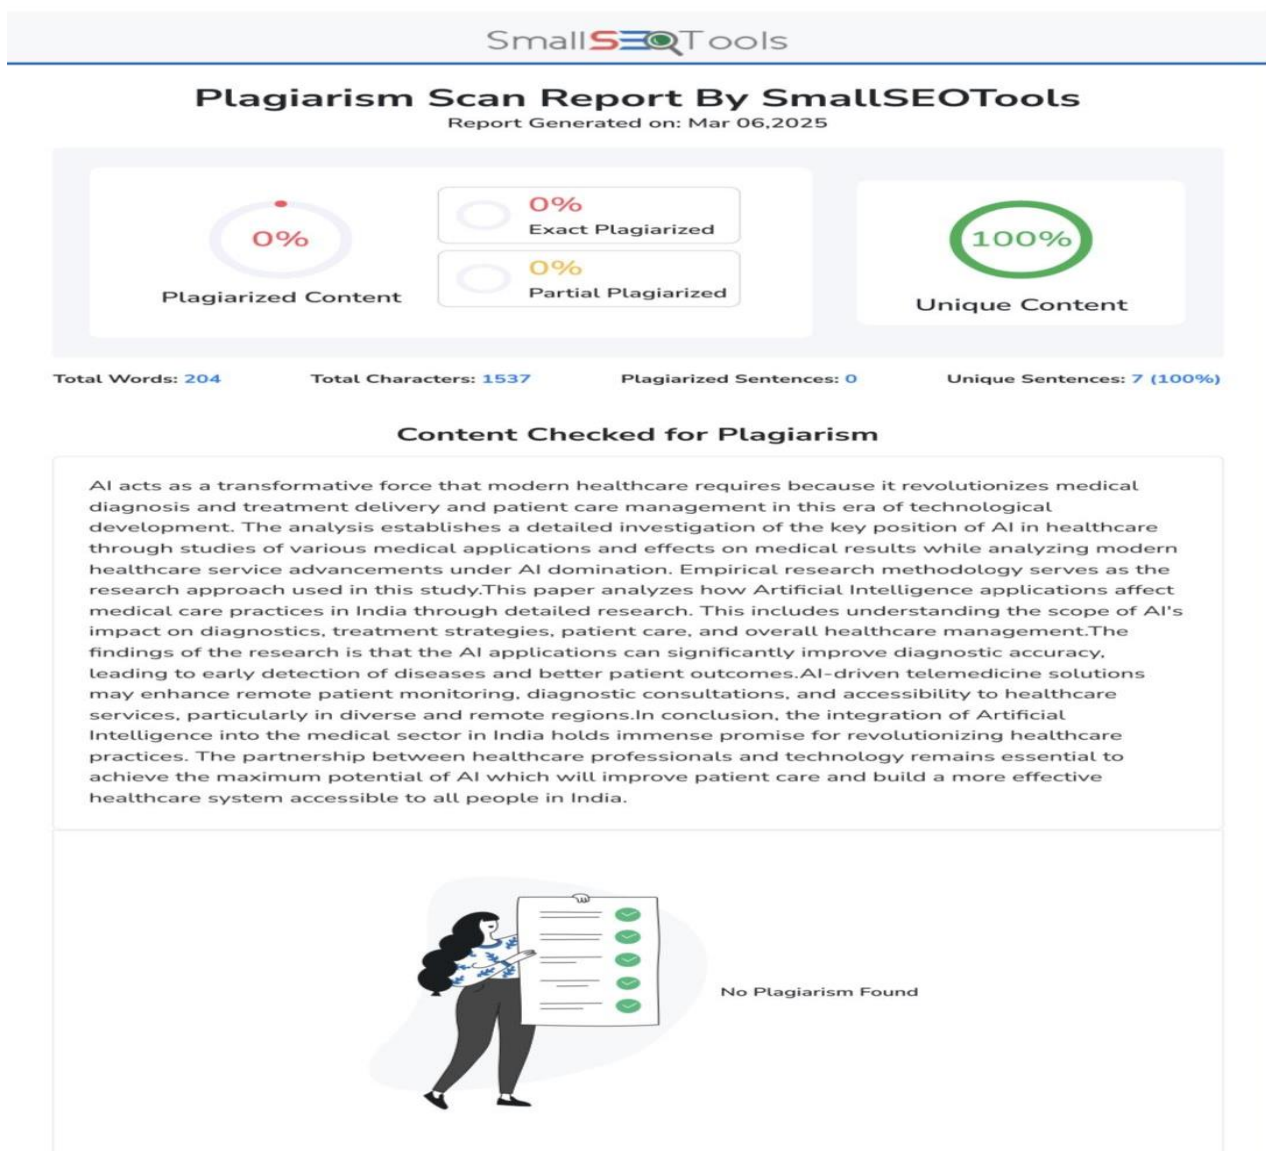 SmallSEOTools
Plagiarism Scan Report By SmallSEOTools
Report Generated on: Mar 06,2025
0%
Plagiarized Content
0%
Exact Plagiarized
0%
Partial Plagiarized
100%
Unique Content
Total Words: 204 Total Characters: 1537 Plagiarized Sentences: 0 Unique Sentences: 7 (100%)
Content Checked for Plagiarism
AI acts as a transformative force that modern healthcare requires because it revolutionizes medical
diagnosis and treatment delivery and patient care management in this era of technological
development. The analysis establishes a detailed investigation of the key position of AI in healthcare
through studies of various medical applications and effects on medical results while analyzing modern
healthcare service advancements under AI domination. Empirical research methodology serves as the
research approach used in this study.This paper analyzes how Artificial Intelligence applications affect
medical care practices in India through detailed research. This includes understanding the scope of AI's
impact on diagnostics, treatment strategies, patient care, and overall healthcare management.The
findings of the research is that the AI applications can significantly improve diagnostic accuracy,
leading to early detection of diseases and better patient outcomes.AI-driven telemedicine solutions
may enhance remote patient monitoring, diagnostic consultations, and accessibility to healthcare
services, particularly in diverse and remote regions.In conclusion, the integration of Artificial
Intelligence into the medical sector in India holds immense promise for revolutionizing healthcare
practices. The partnership between healthcare professionals and technology remains essential to
achieve the maximum potential of AI which will improve patient care and build a more effective
healthcare system accessible to all people in India.
No Plagiarism Found